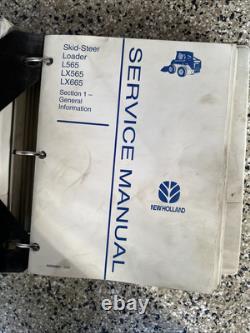 Skid-Steer
Loader
L565
LX565
LX665
Section 1 –
General
Information
SERVICE MANUAL
NEW HOLLAND